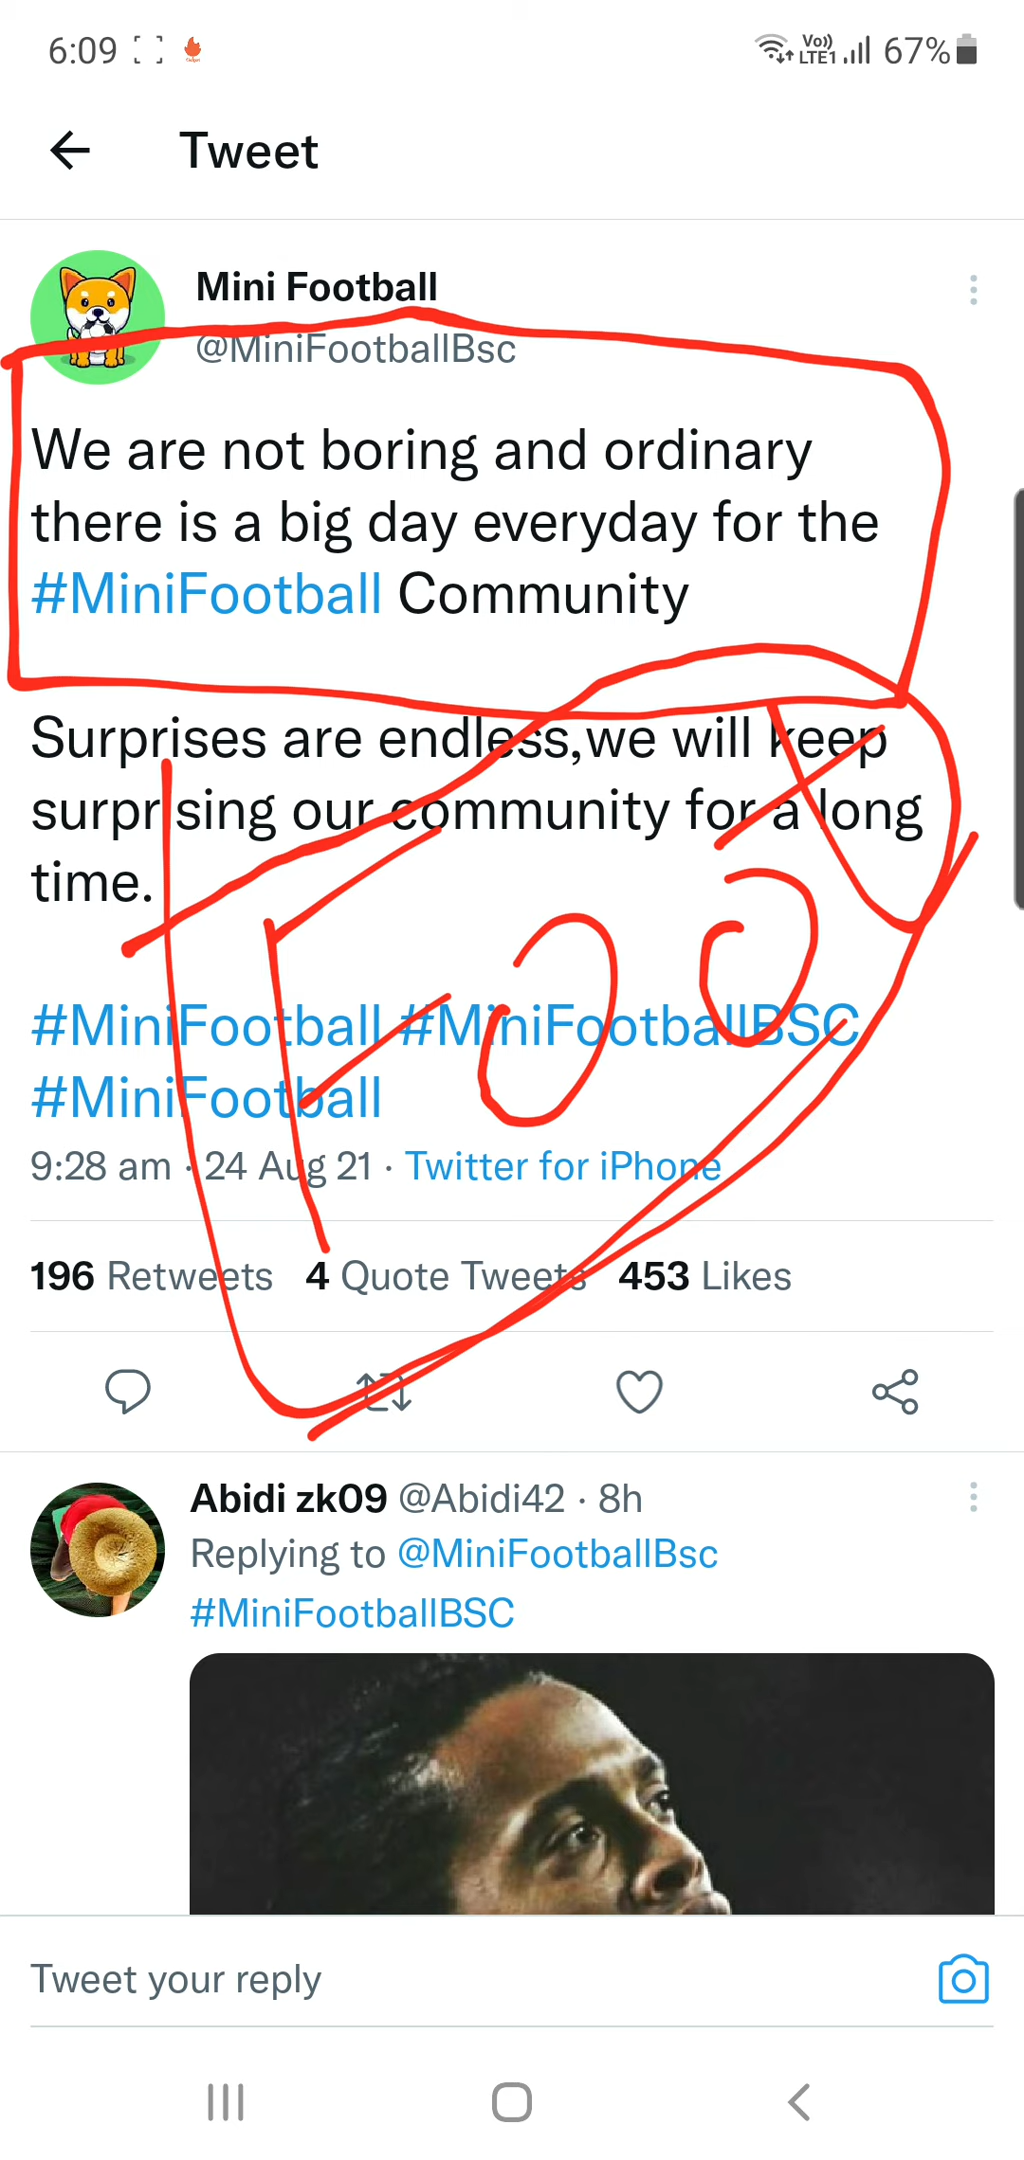 6:09
Vo)) LTE1 67%
Tweet
Mini Football
@MiniFootballBsc
We are not boring and ordinary
there is a big day everyday for the
#MiniFootball Community
Surprises are endless,we will keep
surprising our community for a long
time.
#MiniFootball #MiniFootballBSC
#MiniFootball
9:28 am · 24 Aug 21 · Twitter for iPhone
196 Retweets 4 Quote Tweets 453 Likes
Abidi zk09 @Abidi42 · 8h
Replying to @MiniFootballBsc
#MiniFootballBSC
Tweet your reply